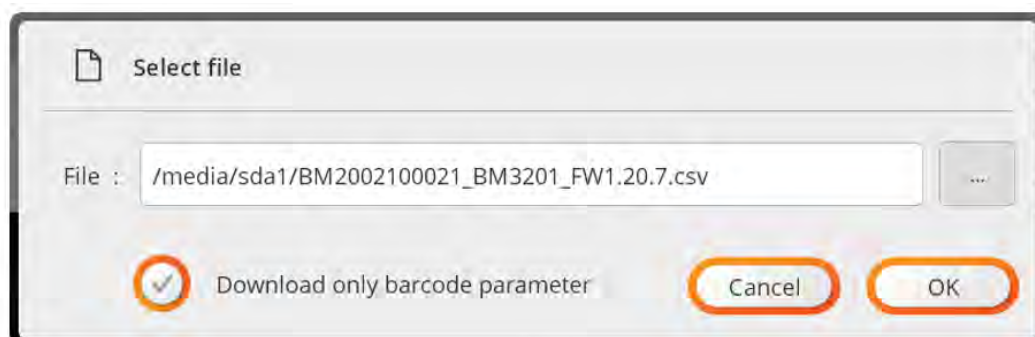 Select file
File : /media/sda1/BM2002100021_BM3201_FW1.20.7.csv ...
Download only barcode parameter Cancel OK